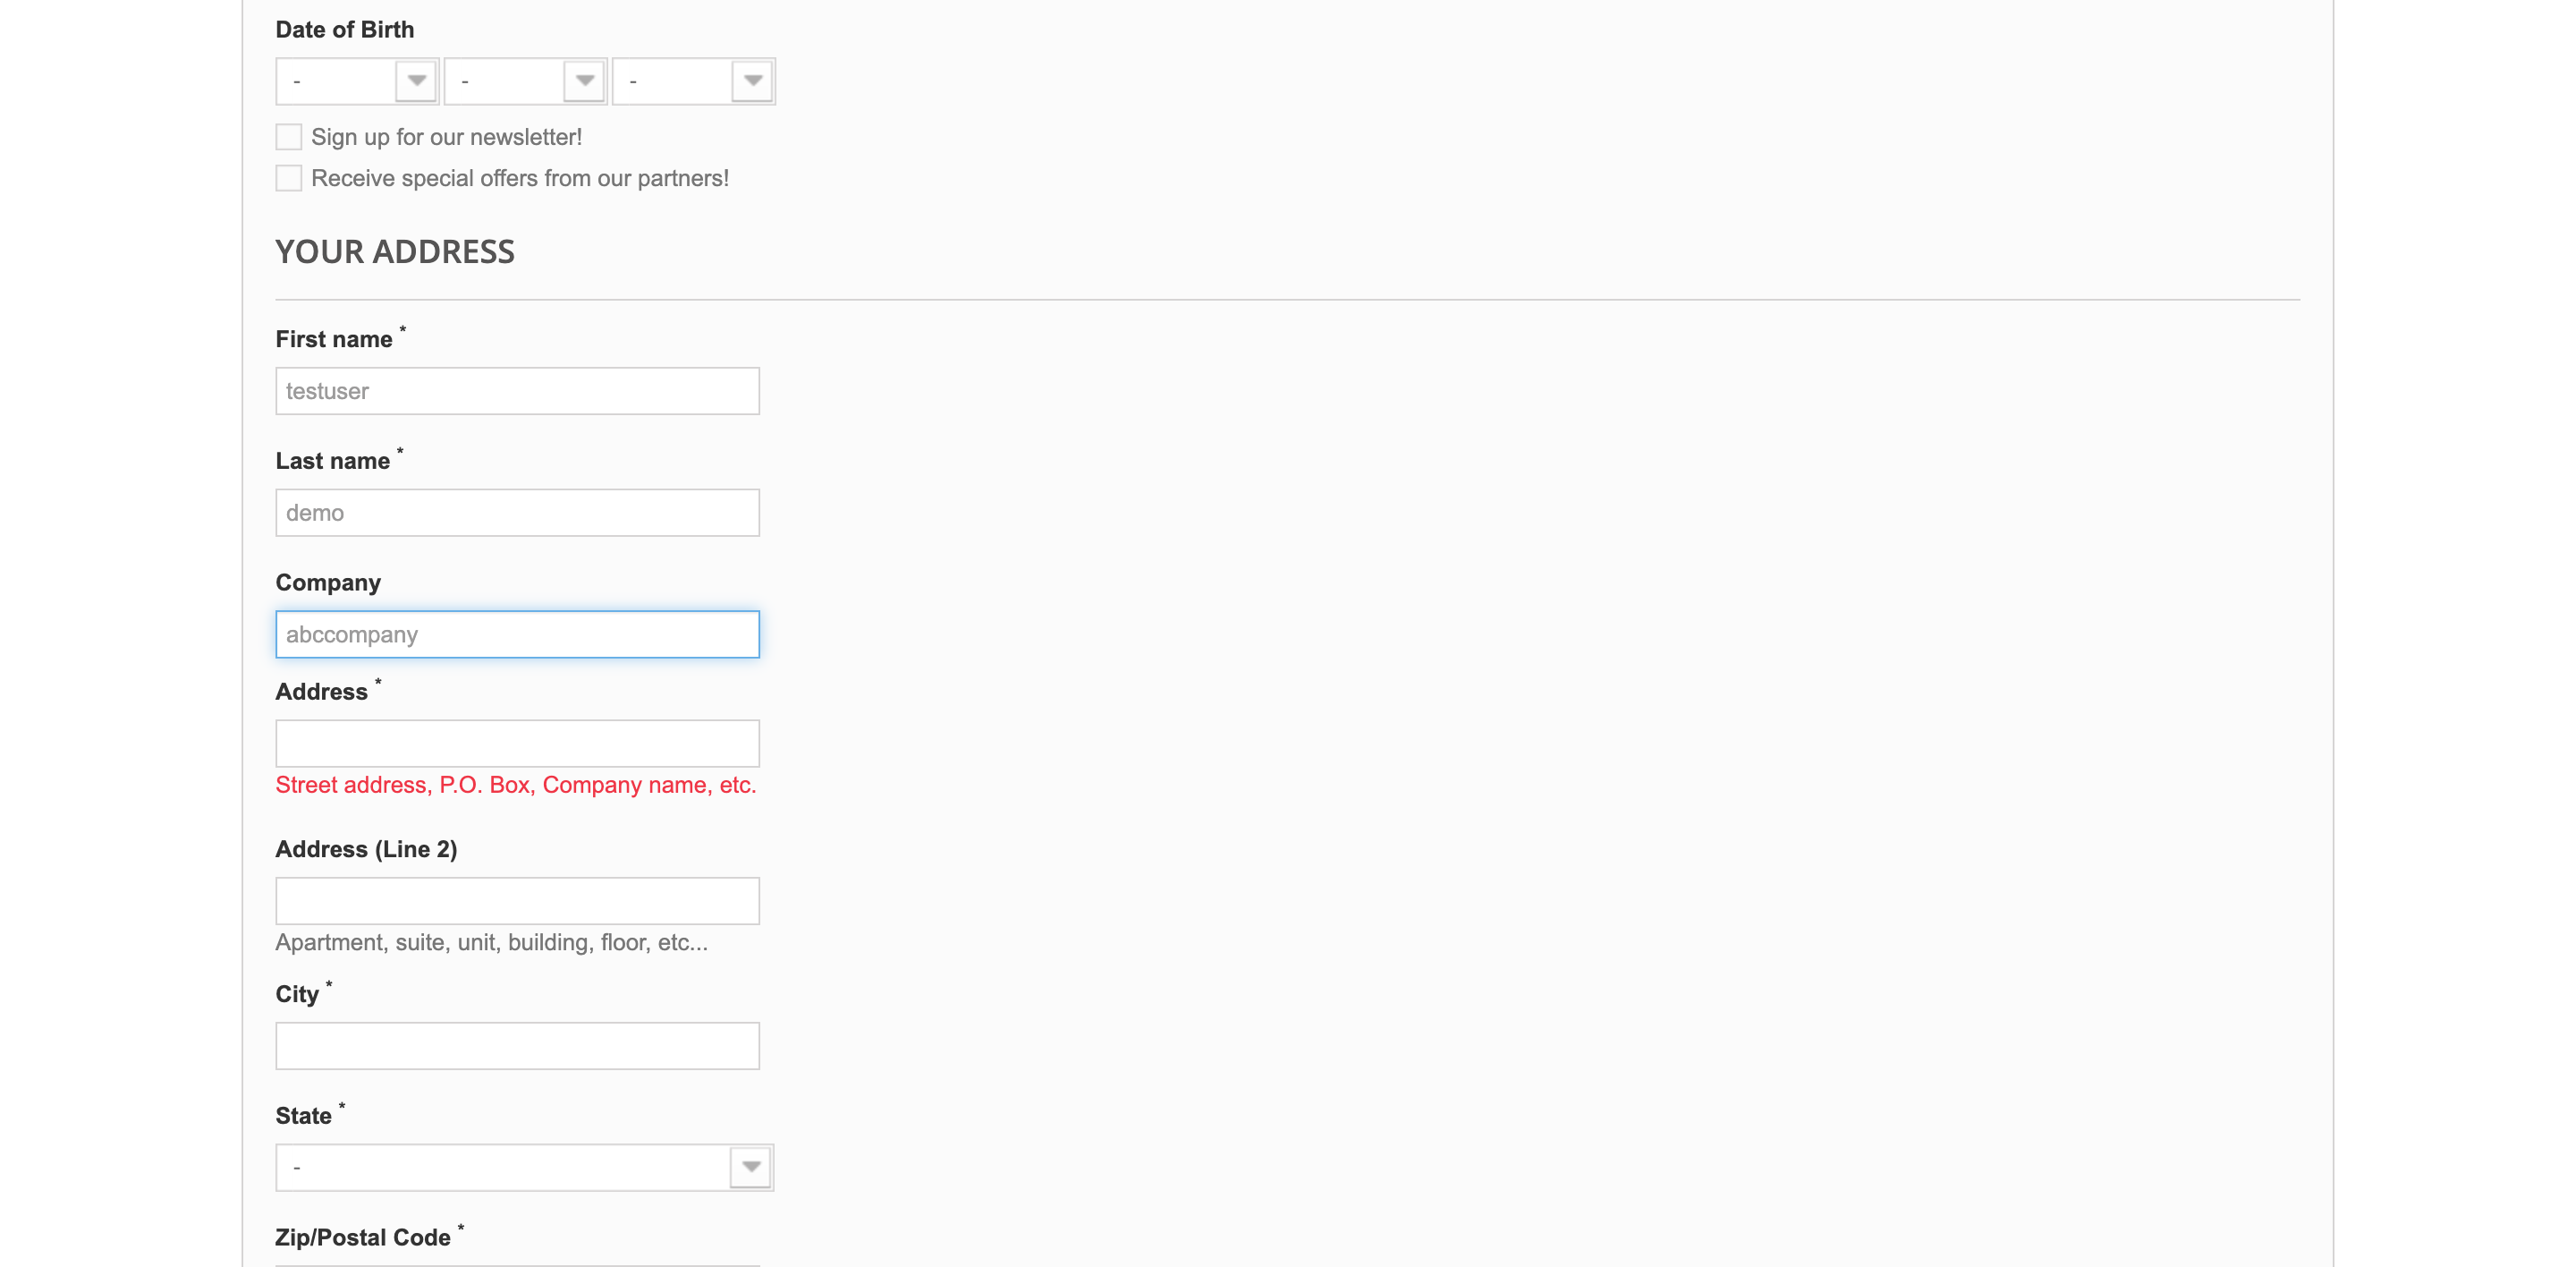 Date of Birth
- - -
Sign up for our newsletter!
Receive special offers from our partners!
YOUR ADDRESS
First name *
testuser
Last name *
demo
Company
abccompany
Address *
Street address, P.O. Box, Company name, etc.
Address (Line 2)
Apartment, suite, unit, building, floor, etc...
City *
State *
-
Zip/Postal Code *